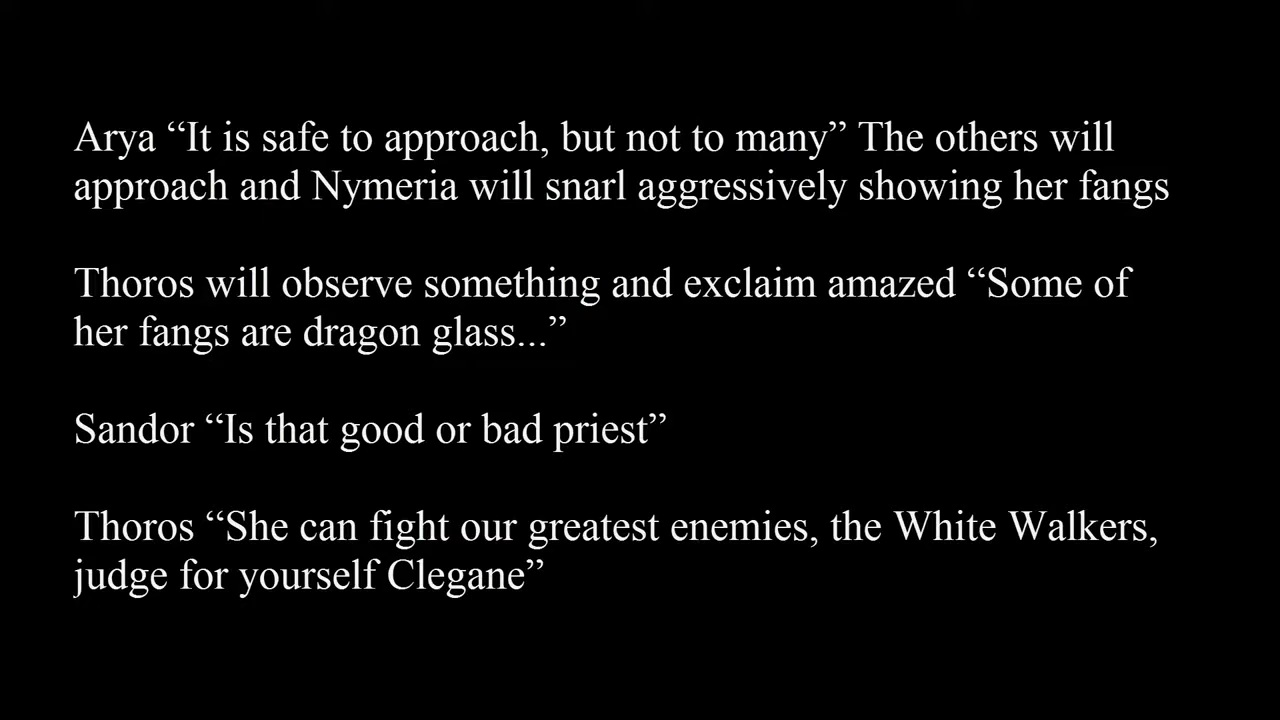 Arya “It is safe to approach, but not to many” The others will
approach and Nymeria will snarl aggressively showing her fangs
Thoros will observe something and exclaim amazed “Some of
her fangs are dragon glass...”
Sandor “Is that good or bad priest”
Thoros “She can fight our greatest enemies, the White Walkers,
judge for yourself Clegane”